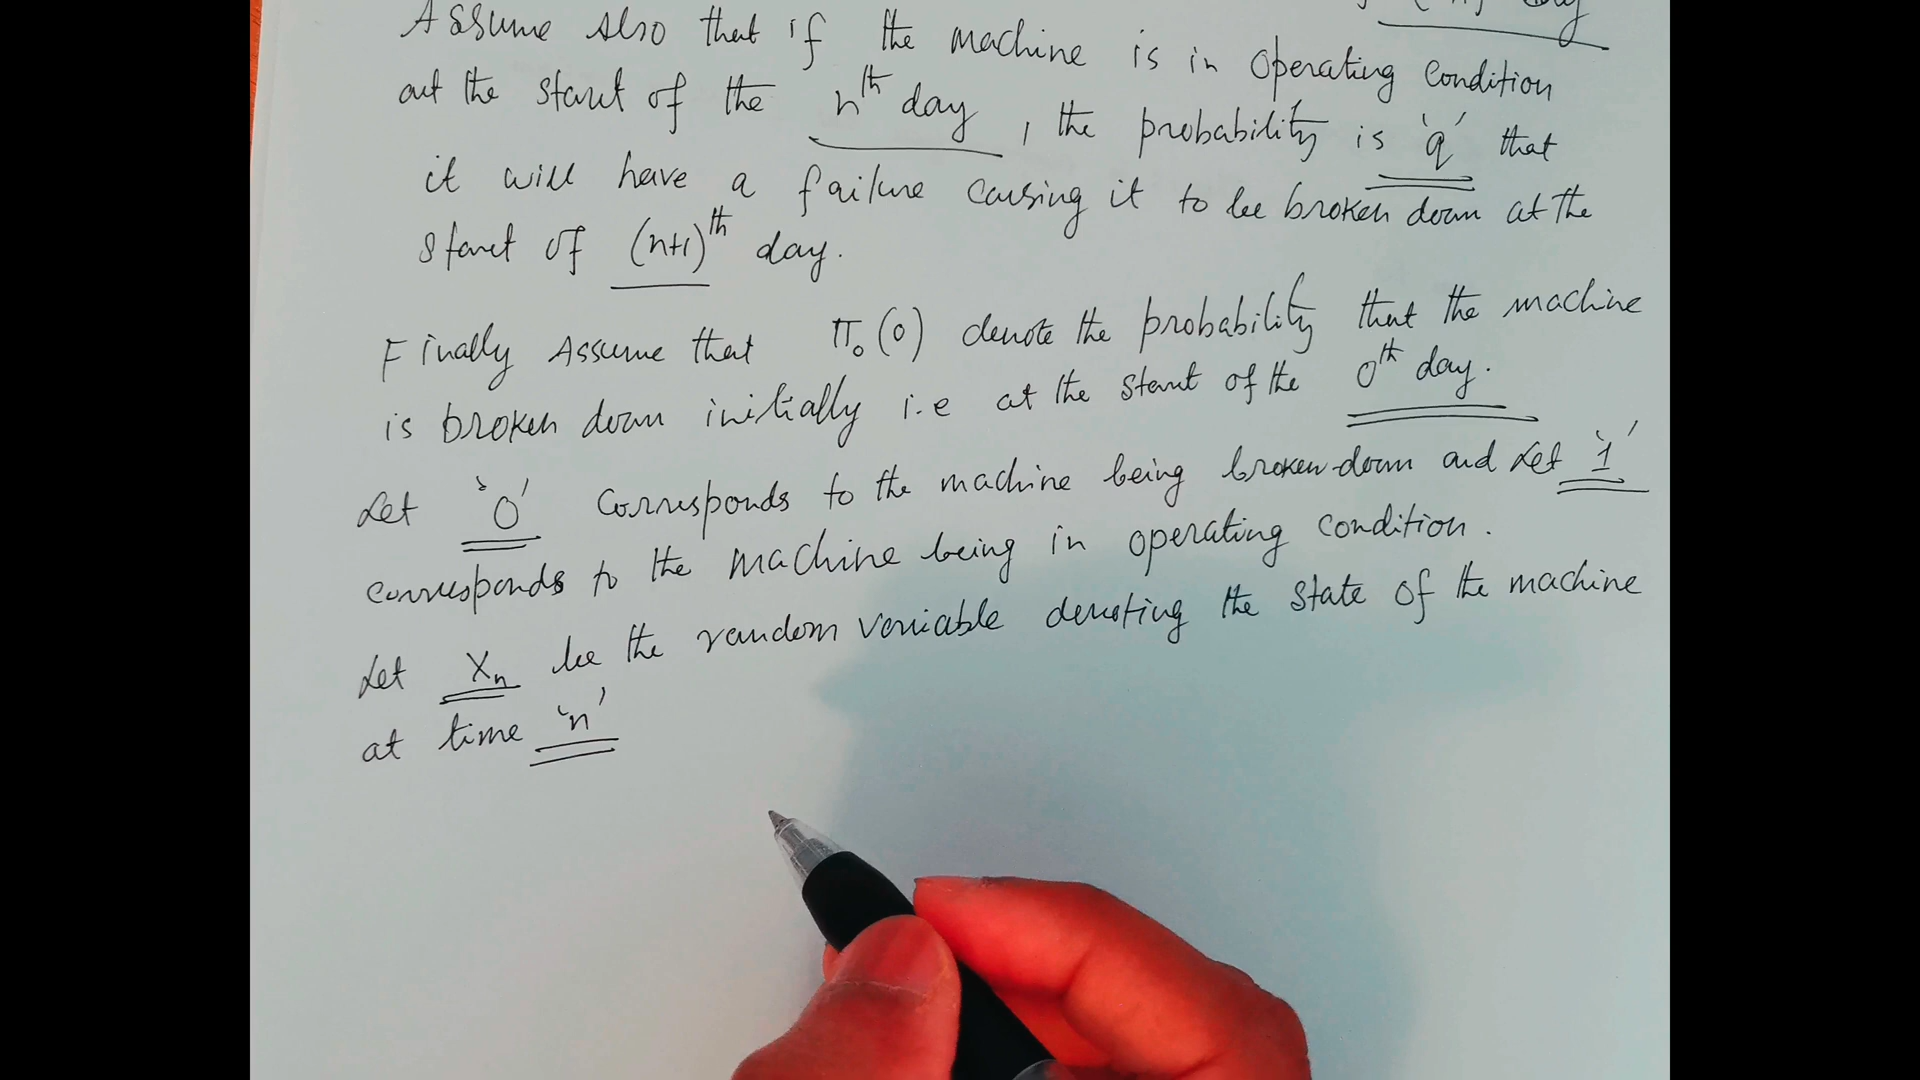 Assume Also that if the machine is in operating condition
at the start of the nth day, the probability is 'q' that
it will have a failure causing it to be broken down at the
start of (n+1)th day.
Finally Assume that π₀(0) denote the probability that the machine
is broken down initially i.e at the start of the 0th day.
Let '0' corresponds to the machine being broken-down and Let '1'
corresponds to the machine being in operating condition.
Let Xn be the random variable denoting the state of the machine
at time 'n'